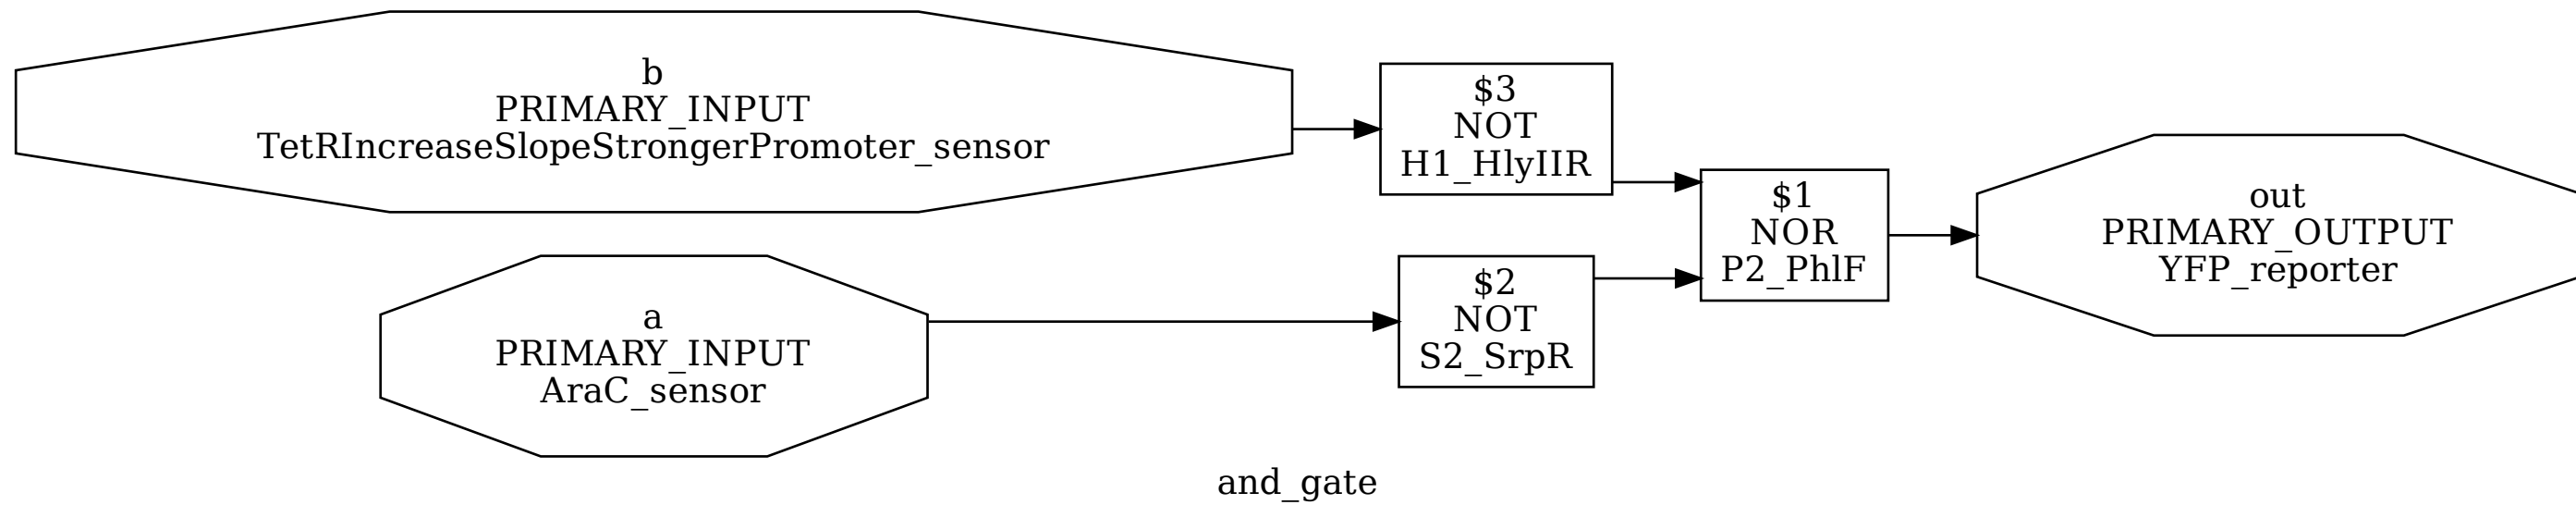 b
PRIMARY_INPUT
TetRIncreaseSlopeStrongerPromoter_sensor
$3
NOT
H1_HlyIIR
$1
NOR
P2_PhlF
out
PRIMARY_OUTPUT
YFP_reporter
a
PRIMARY_INPUT
AraC_sensor
$2
NOT
S2_SrpR
and_gate